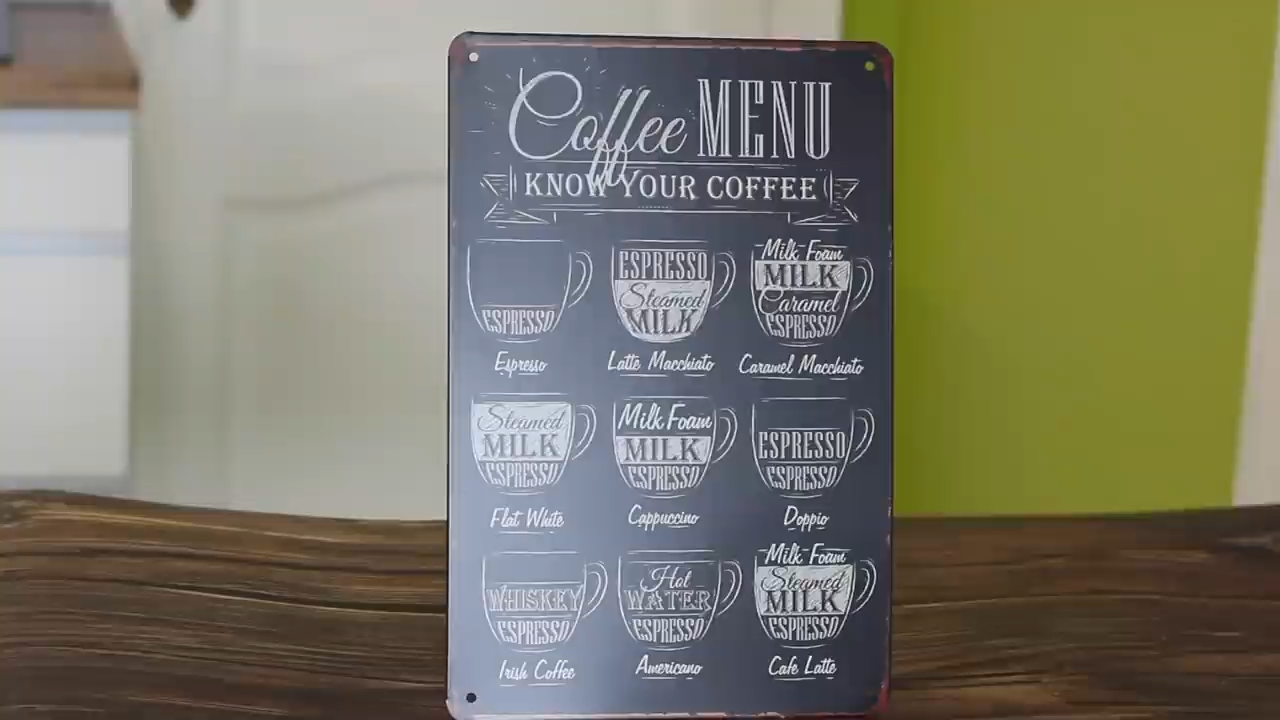 Coffee MENU
KNOW YOUR COFFEE
ESPRESSO
Espresso
ESPRESSO
Steamed
MILK
Latte Macchiato
Milk Foam
MILK
Caramel
ESPRESSO
Caramel Macchiato
Steamed
MILK
ESPRESSO
Flat White
Milk Foam
MILK
ESPRESSO
Cappuccino
ESPRESSO
ESPRESSO
Doppio
WHISKEY
ESPRESSO
Irish Coffee
Hot
WATER
ESPRESSO
Americano
Milk Foam
Steamed
MILK
ESPRESSO
Cafe Latte